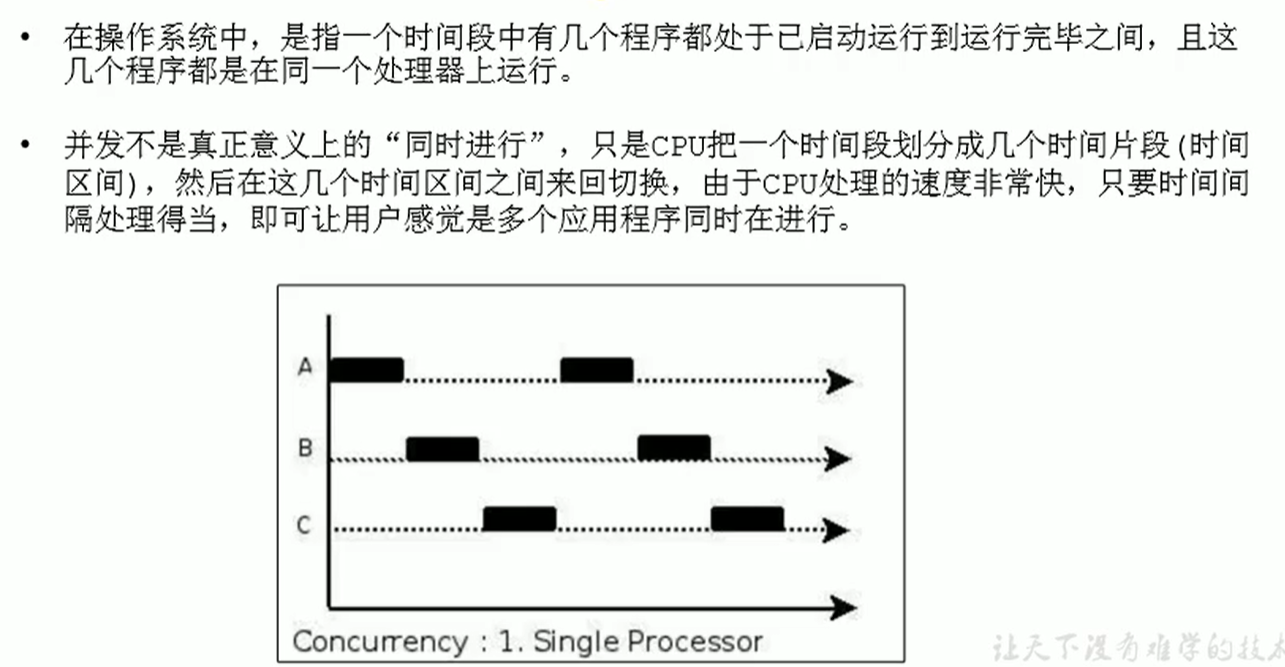 • 在操作系统中，是指一个时间段中有几个程序都处于已启动运行到运行完毕之间，且这
几个程序都是在同一个处理器上运行。
• 并发不是真正意义上的“同时进行”，只是CPU把一个时间段划分成几个时间片段(时间
区间)，然后在这几个时间区间之间来回切换，由于CPU处理的速度非常快，只要时间间
隔处理得当，即可让用户感觉是多个应用程序同时在进行。
A
B
C
Concurrency : 1. Single Processor
让天下没有难学的技术